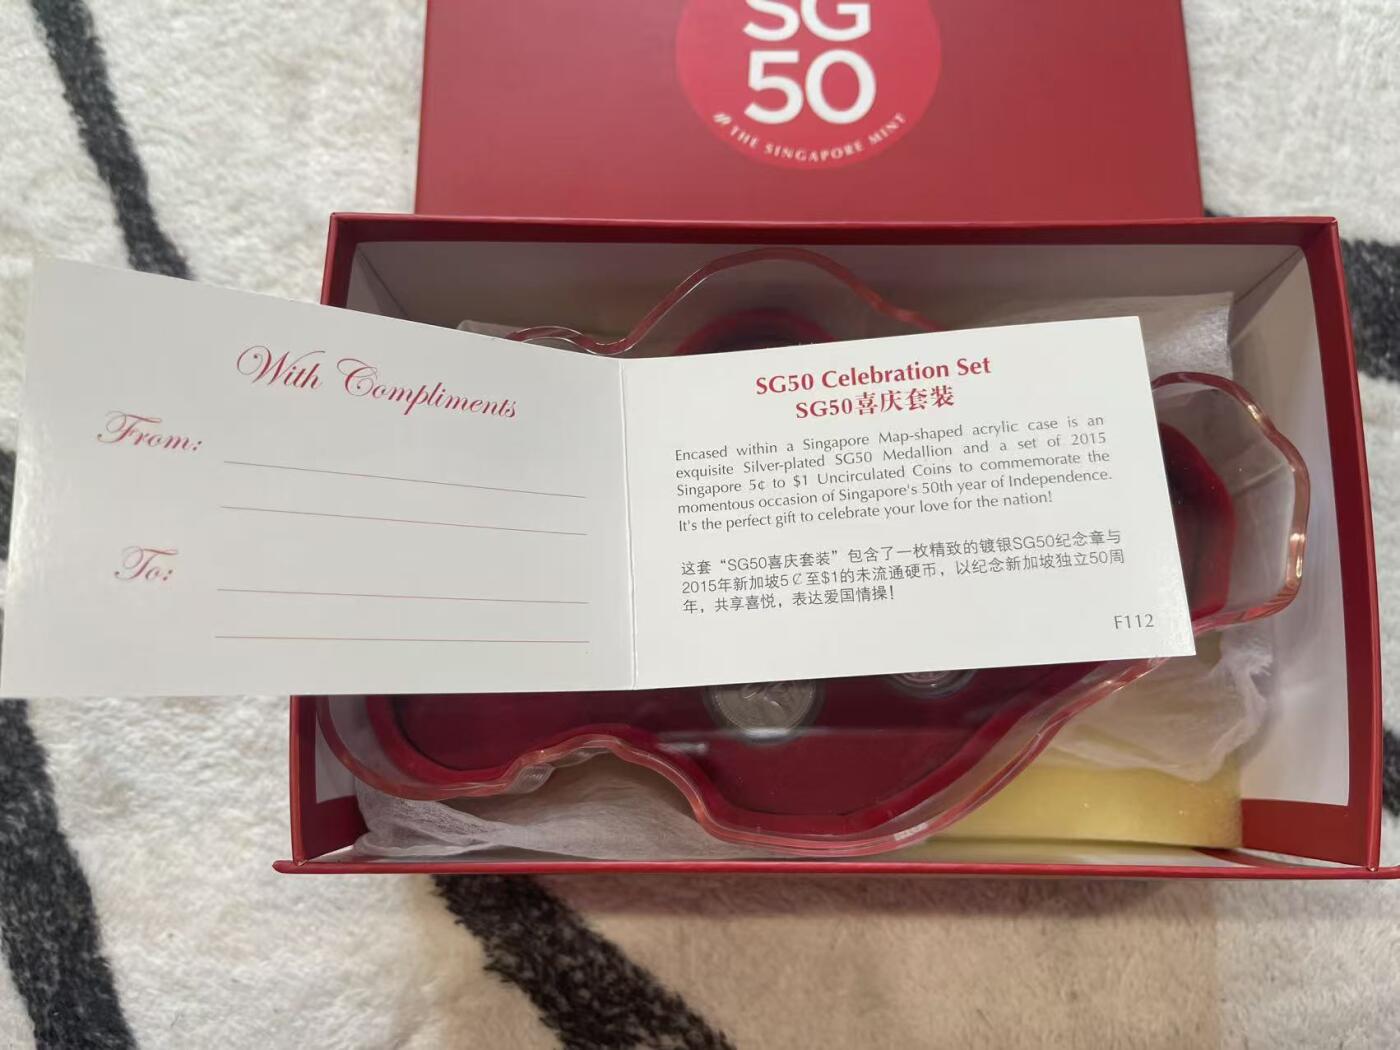 SG
50
THE SINGAPORE MINT
With Compliments
From:
To:
SG50 Celebration Set
SG50喜庆套装
Encased within a Singapore Map-shaped acrylic case is an
exquisite Silver-plated SG50 Medallion and a set of 2015
Singapore 5¢ to $1 Uncirculated Coins to commemorate the
momentous occasion of Singapore's 50th year of Independence.
It's the perfect gift to celebrate your love for the nation!
这套“SG50喜庆套装”包含了一枚精致的镀银SG50纪念章与
2015年新加坡5￠至$1的未流通硬币，以纪念新加坡独立50周
年，共享喜悦，表达爱国情操！
F112